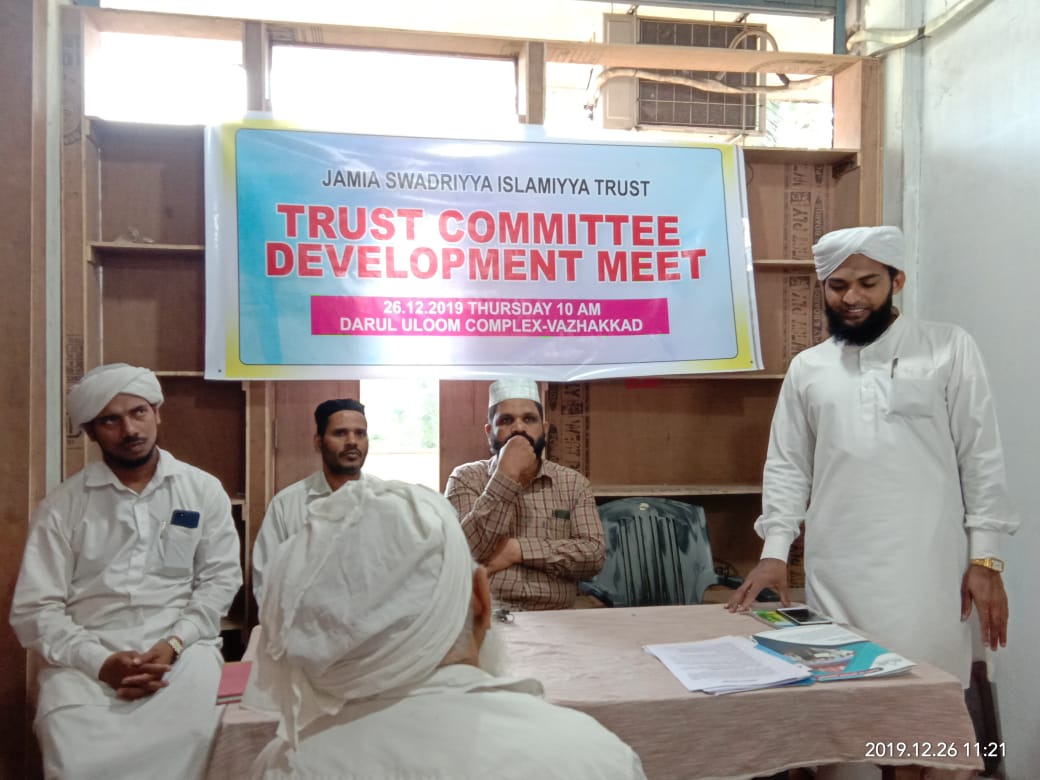 JAMIA SWADRIYYA ISLAMIYYA TRUST
TRUST COMMITTEE
DEVELOPMENT MEET
26.12.2019 THURSDAY 10 AM
DARUL ULOOM COMPLEX-VAZHAKKAD
2019.12.26 11:21